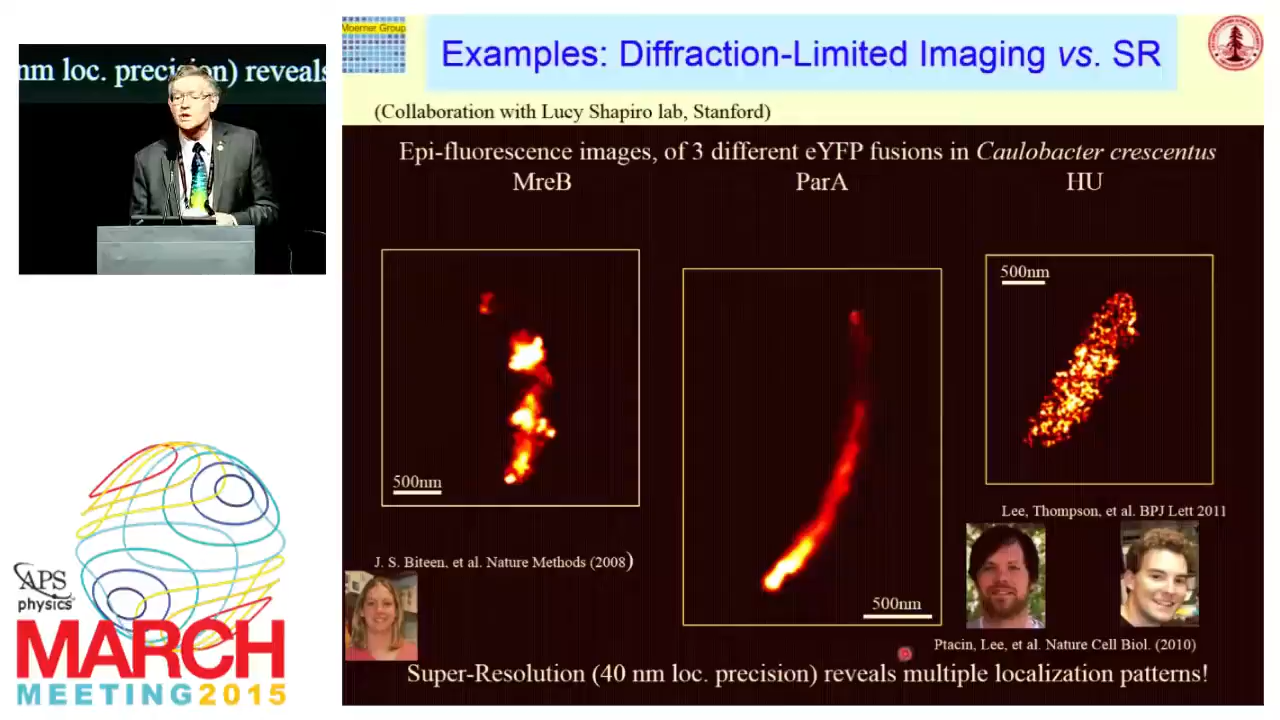 nm loc. precision) reveals
Moerner Group
Examples: Diffraction-Limited Imaging vs. SR
(Collaboration with Lucy Shapiro lab, Stanford)
Epi-fluorescence images, of 3 different eYFP fusions in Caulobacter crescentus
MreB
ParA
HU
500nm
500nm
500nm
Lee, Thompson, et al. BPJ Lett 2011
J. S. Biteen, et al. Nature Methods (2008)
Ptacin, Lee, et al. Nature Cell Biol. (2010)
Super-Resolution (40 nm loc. precision) reveals multiple localization patterns!
APS
physics
MARCH
MEETING2015